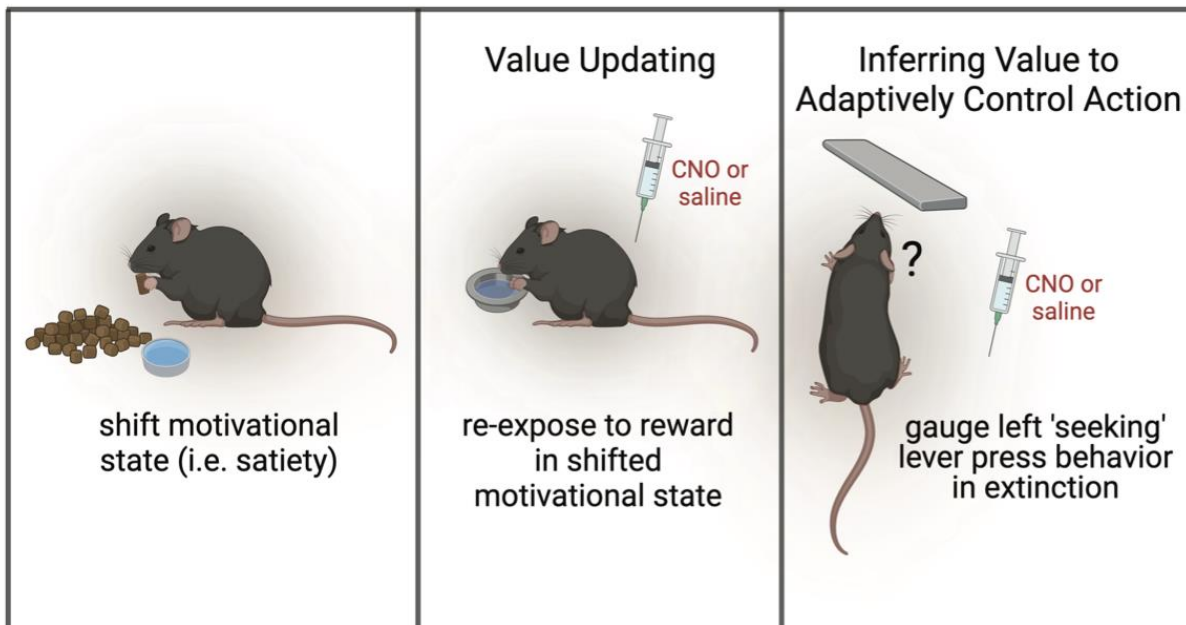 shift motivational
state (i.e. satiety)
Value Updating
CNO or
saline
re-expose to reward
in shifted
motivational state
Inferring Value to
Adaptively Control Action
?
CNO or
saline
gauge left 'seeking'
lever press behavior
in extinction